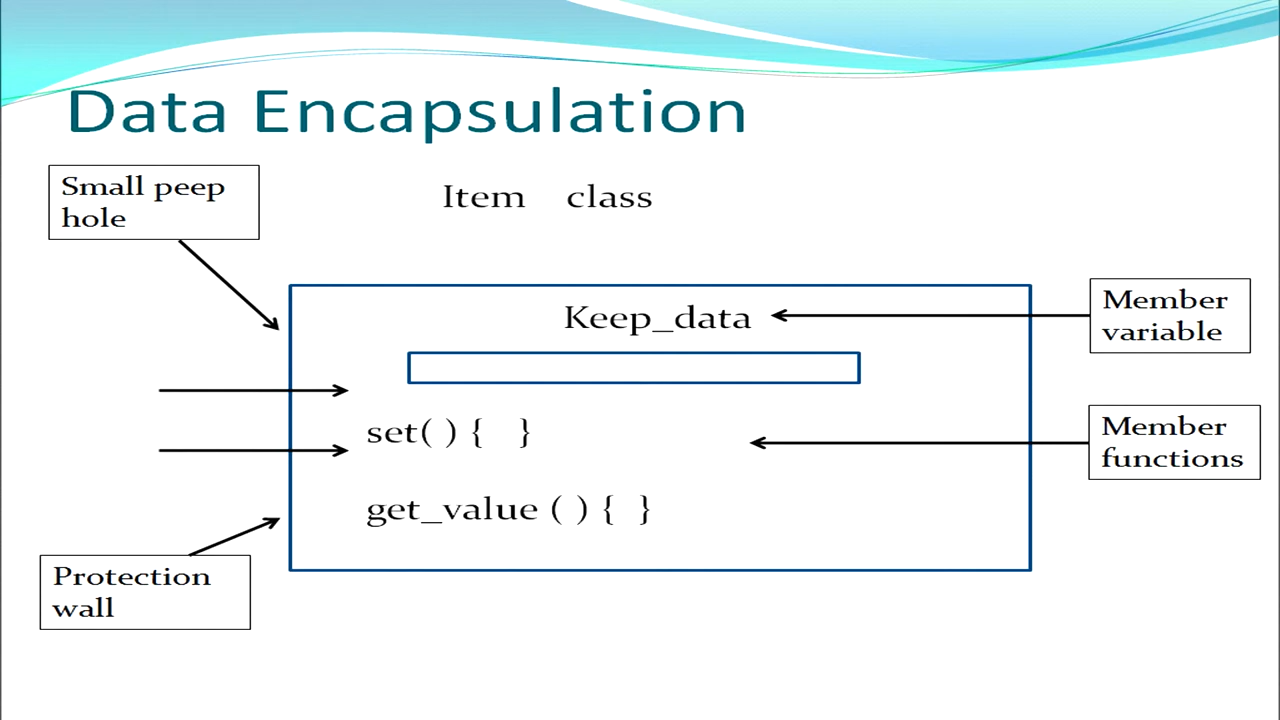 Data Encapsulation
Small peep
hole
Item class
Keep_data
Member
variable
set( ) { }
Member
functions
get_value ( ) { }
Protection
wall